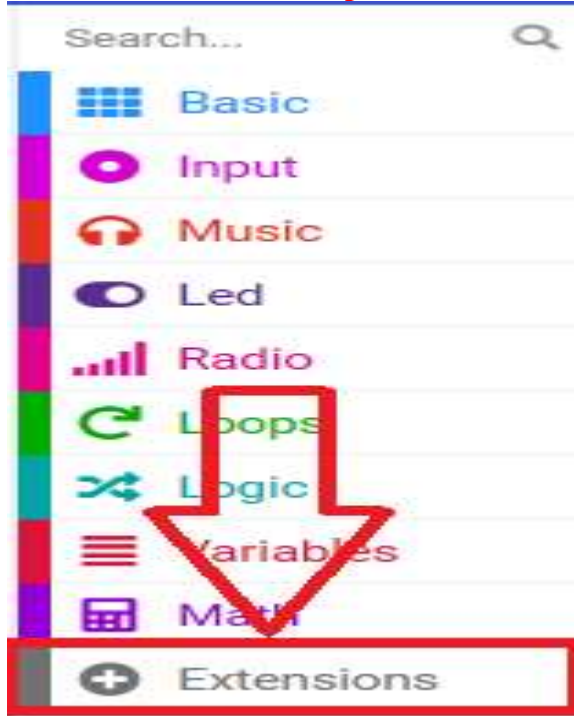 Search...
Basic
Input
Music
Led
Radio
Loops
Logic
Variables
Math
Extensions